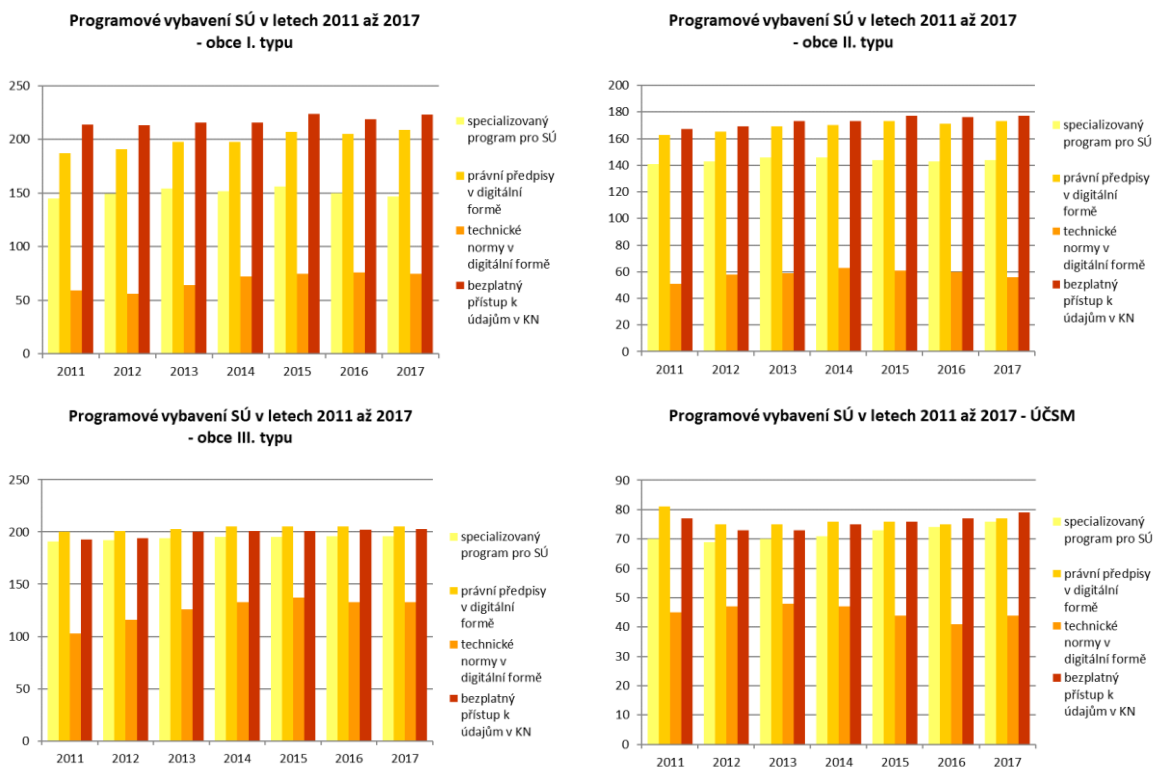 Programové vybavení SÚ v letech 2011 až 2017
- obce I. typu
250
200
150
100
50
0
2011 2012 2013 2014 2015 2016 2017
specializovaný
program pro SÚ
právní předpisy
v digitální
formě
technické
normy v
digitální formě
bezplatný
přístup k
údajům v KN
Programové vybavení SÚ v letech 2011 až 2017
- obce II. typu
200
180
160
140
120
100
80
60
40
20
0
2011 2012 2013 2014 2015 2016 2017
specializovaný
program pro SÚ
právní předpisy
v digitální
formě
technické
normy v
digitální formě
bezplatný
přístup k
údajům v KN
Programové vybavení SÚ v letech 2011 až 2017
- obce III. typu
250
200
150
100
50
0
2011 2012 2013 2014 2015 2016 2017
specializovaný
program pro SÚ
právní předpisy
v digitální
formě
technické
normy v
digitální formě
bezplatný
přístup k
údajům v KN
Programové vybavení SÚ v letech 2011 až 2017 - ÚČSM
90
80
70
60
50
40
30
20
10
0
2011 2012 2013 2014 2015 2016 2017
specializovaný
program pro SÚ
právní předpisy
v digitální
formě
technické
normy v
digitální formě
bezplatný
přístup k
údajům v KN